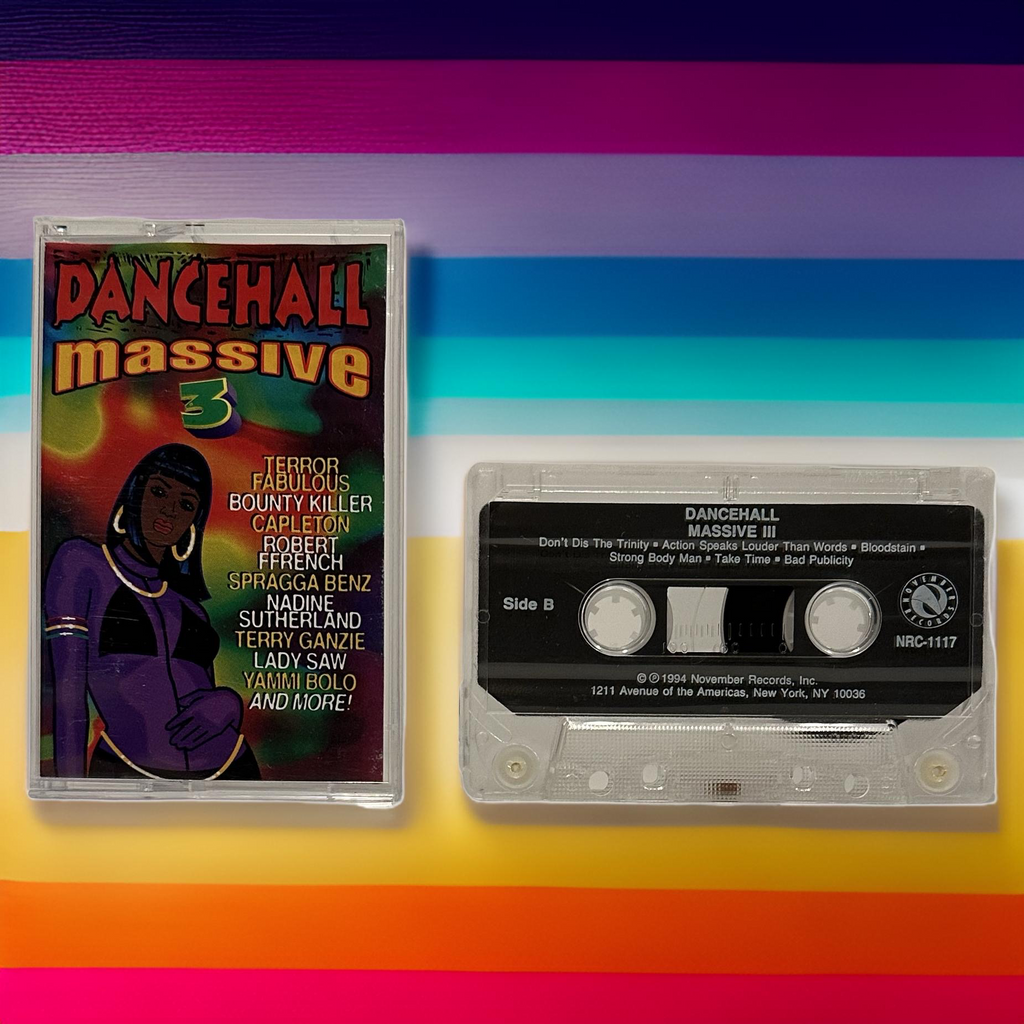 DANCEHALL
massive
3
TERROR
FABULOUS
BOUNTY KILLER
CAPLETON
ROBERT
FFRENCH
SPRAGGA BENZ
NADINE
SUTHERLAND
TERRY GANZIE
LADY SAW
YAMMI BOLO
AND MORE!
DANCEHALL
MASSIVE III
Don't Dis The Trinity ▪ Action Speaks Louder Than Words ▪ Bloodstain ▪
Strong Body Man ▪ Take Time ▪ Bad Publicity
Side B
NOVEMBER
RECORDS
NRC-1117
© ℗ 1994 November Records, Inc.
1211 Avenue of the Americas, New York, NY 10036